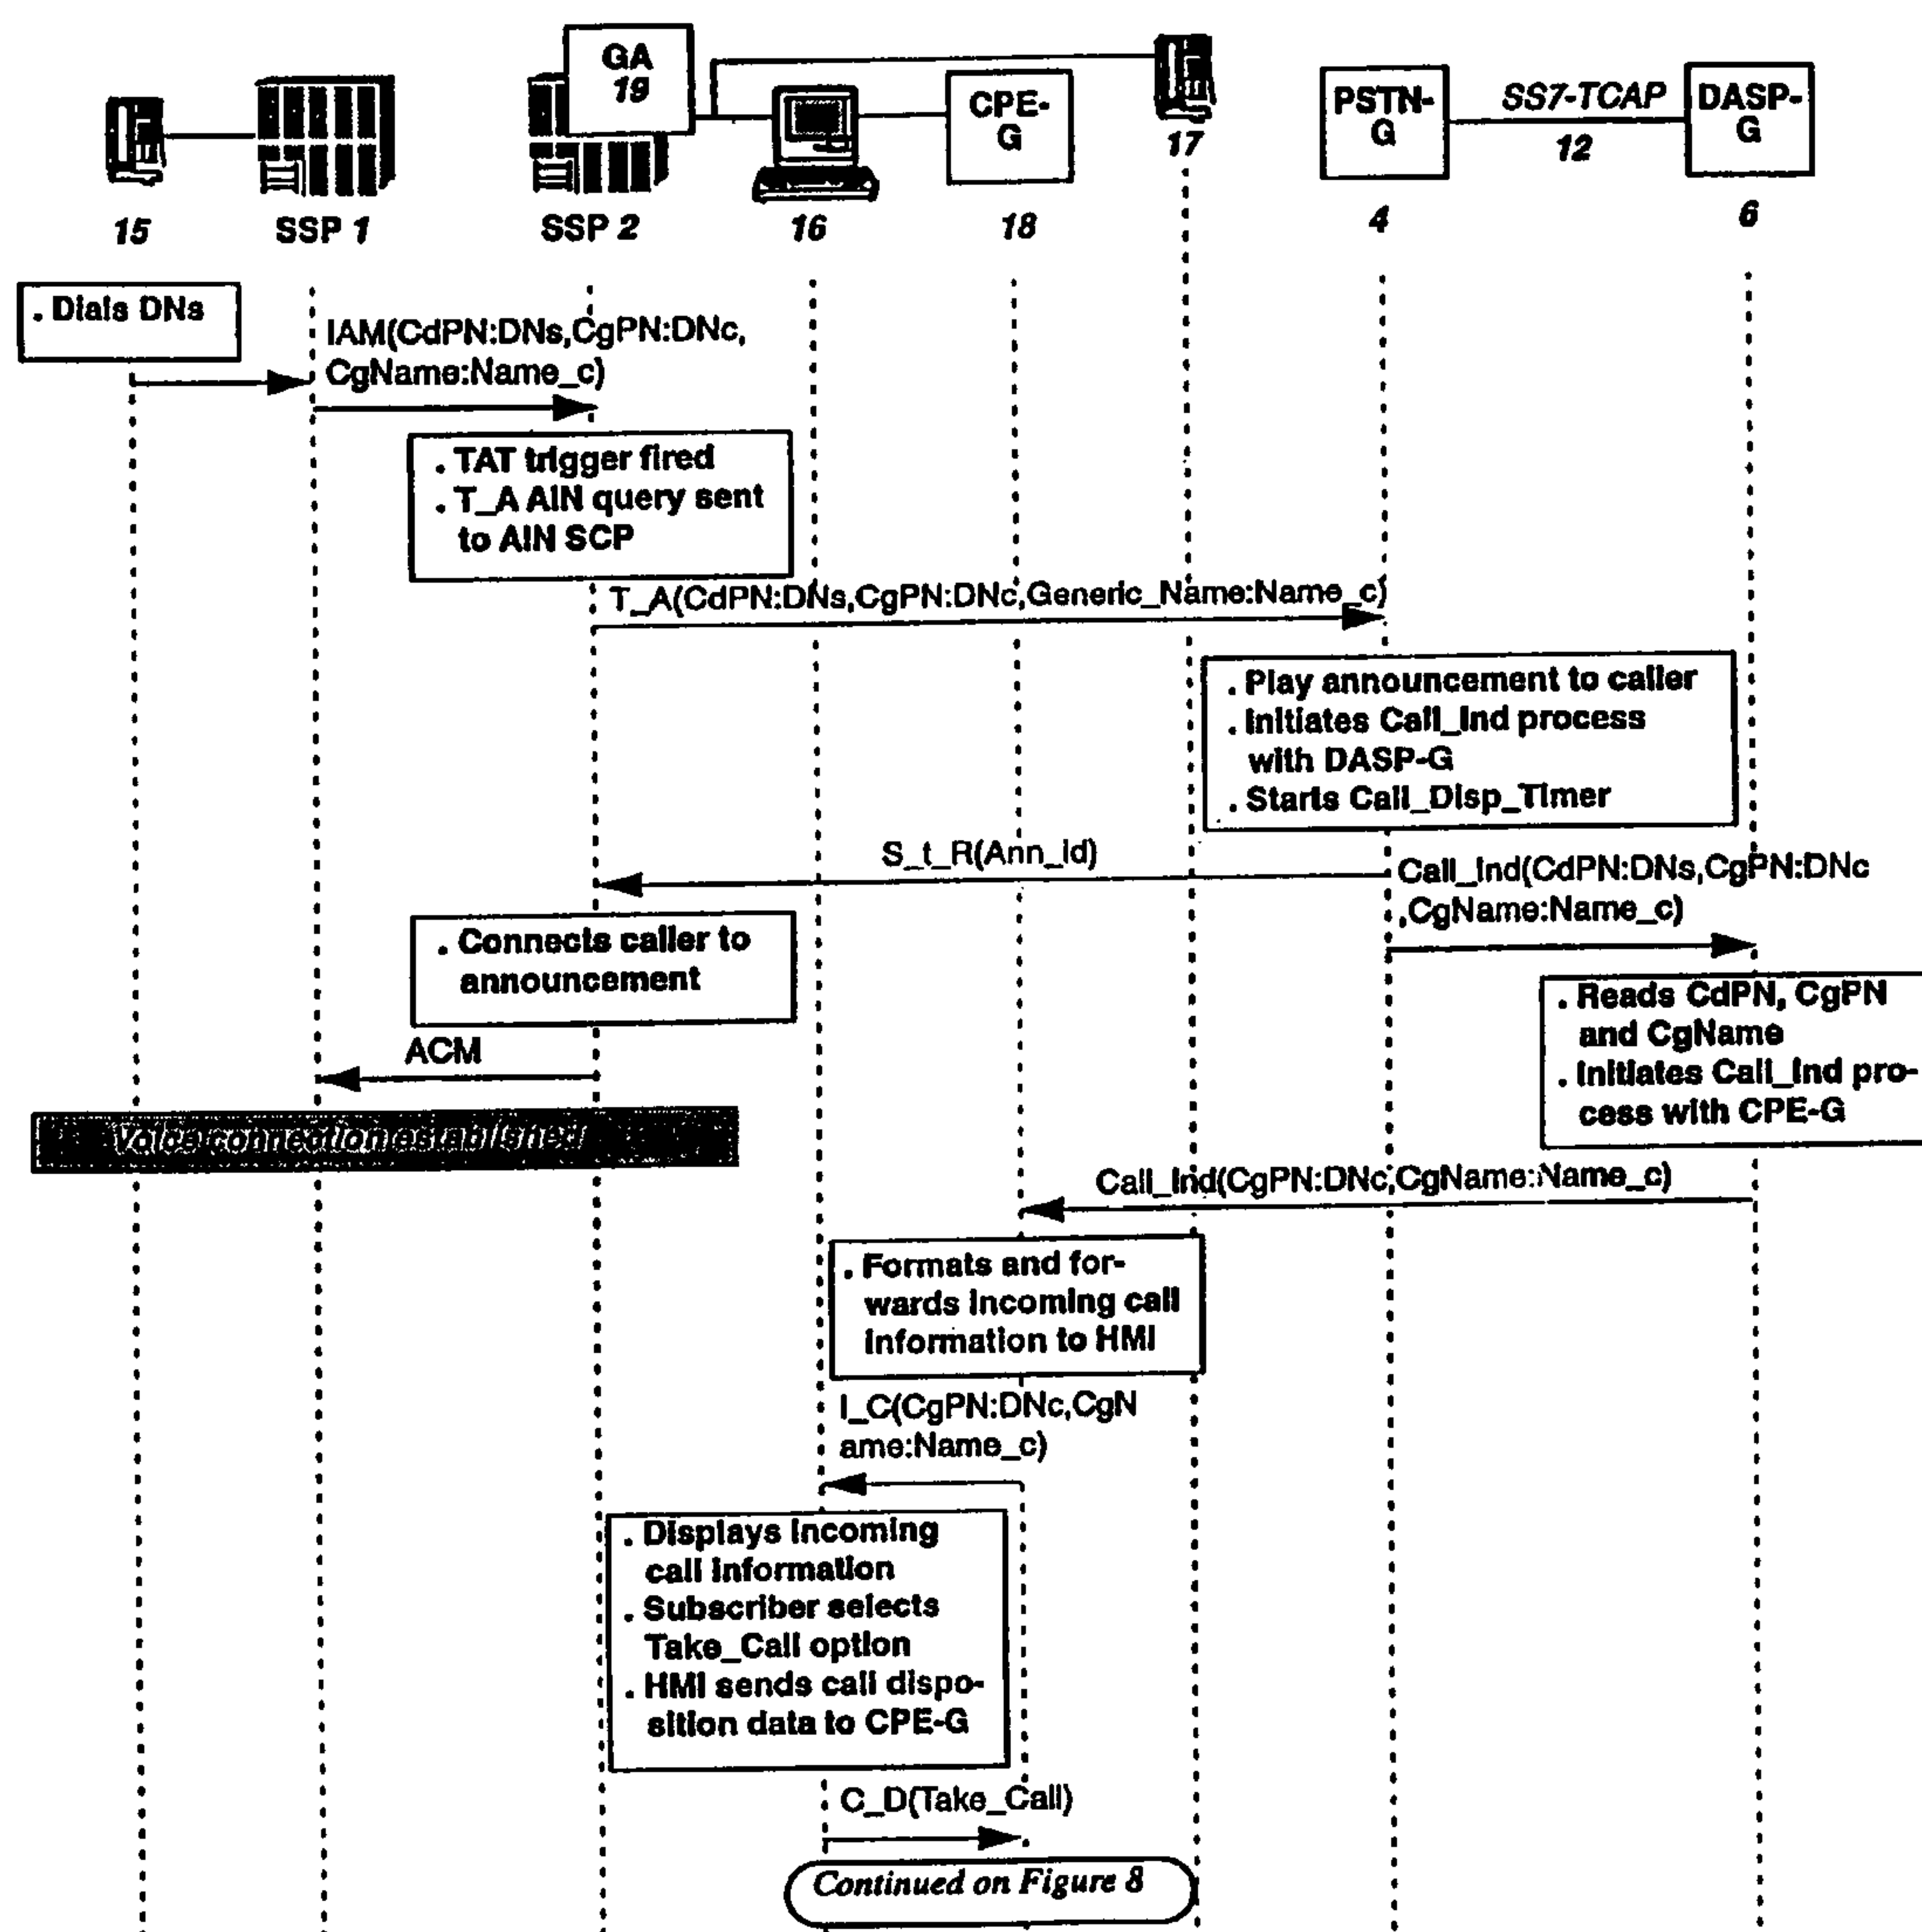 GA
19
CPE-
G
17
PSTN-
G
SS7-TCAP
12
DASP-
G
15
SSP 1
SSP 2
16
18
4
6
. Dials DNs
IAM(CdPN:DNs,CgPN:DNc,
CgName:Name_c)
. TAT trigger fired
. T_A AIN query sent
to AIN SCP
T_A(CdPN:DNs,CgPN:DNc,Generic_Name:Name_c)
. Play announcement to caller
. Initiates Call_Ind process
with DASP-G
. Starts Call_Disp_Timer
S_t_R(Ann_id)
Call_Ind(CdPN:DNs,CgPN:DNc
,CgName:Name_c)
. Connects caller to
announcement
. Reads CdPN, CgPN
and CgName
. Initiates Call_Ind pro-
cess with CPE-G
ACM
Voice connection established
Call_Ind(CgPN:DNc,CgName:Name_c)
. Formats and for-
wards incoming call
information to HMI
I_C(CgPN:DNc,CgN
ame:Name_c)
. Displays incoming
call information
. Subscriber selects
Take_Call option
. HMI sends call dispo-
sition data to CPE-G
C_D(Take_Call)
Continued on Figure 8